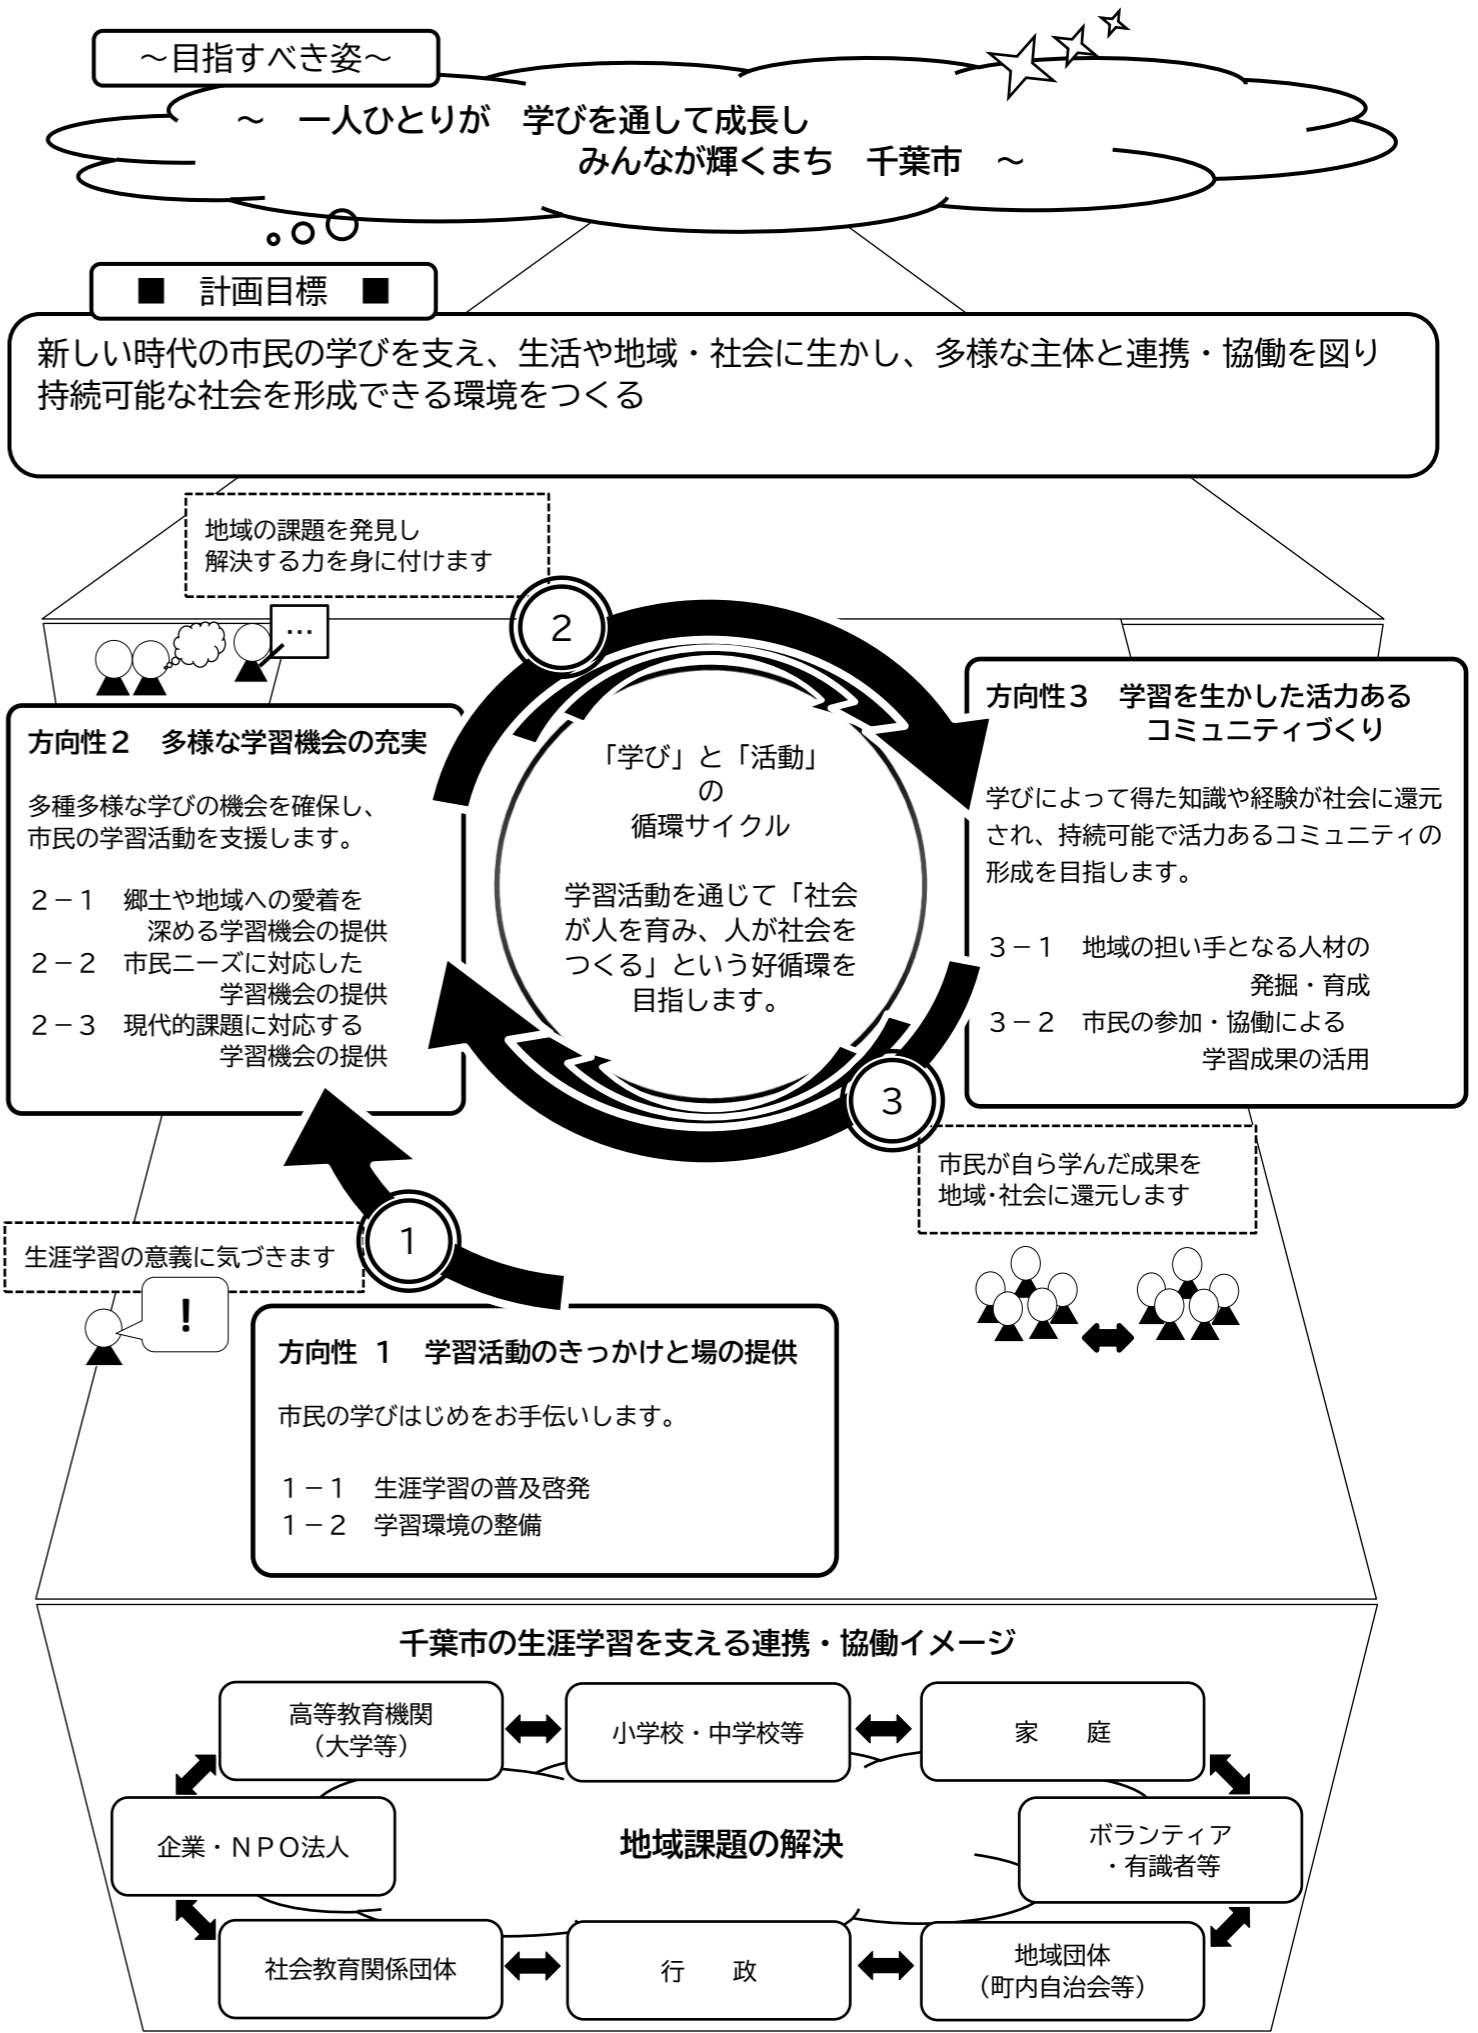 ～目指すべき姿～
～　一人ひとりが　学びを通して成長し
みんなが輝くまち　千葉市　～
■　計画目標　■
新しい時代の市民の学びを支え、生活や地域・社会に生かし、多様な主体と連携・協働を図り
持続可能な社会を形成できる環境をつくる
地域の課題を発見し
解決する力を身に付けます
…
2
方向性２　多様な学習機会の充実
多種多様な学びの機会を確保し、
市民の学習活動を支援します。
２－１　郷土や地域への愛着を
深める学習機会の提供
２－２　市民ニーズに対応した
学習機会の提供
２－３　現代的課題に対応する
学習機会の提供
「学び」と「活動」
の
循環サイクル
学習活動を通じて「社会
が人を育み、人が社会を
つくる」という好循環を
目指します。
方向性３　学習を生かした活力ある
コミュニティづくり
学びによって得た知識や経験が社会に還元
され、持続可能で活力あるコミュニティの
形成を目指します。
３－１　地域の担い手となる人材の
発掘・育成
３－２　市民の参加・協働による
学習成果の活用
3
市民が自ら学んだ成果を
地域･社会に還元します
1
生涯学習の意義に気づきます
！
方向性 １　学習活動のきっかけと場の提供
市民の学びはじめをお手伝いします。
１－１　生涯学習の普及啓発
１－２　学習環境の整備
千葉市の生涯学習を支える連携・協働イメージ
高等教育機関
（大学等）
小学校・中学校等
家　　庭
企業・ＮＰＯ法人
地域課題の解決
ボランティア
・有識者等
社会教育関係団体
行　　政
地域団体
（町内自治会等）